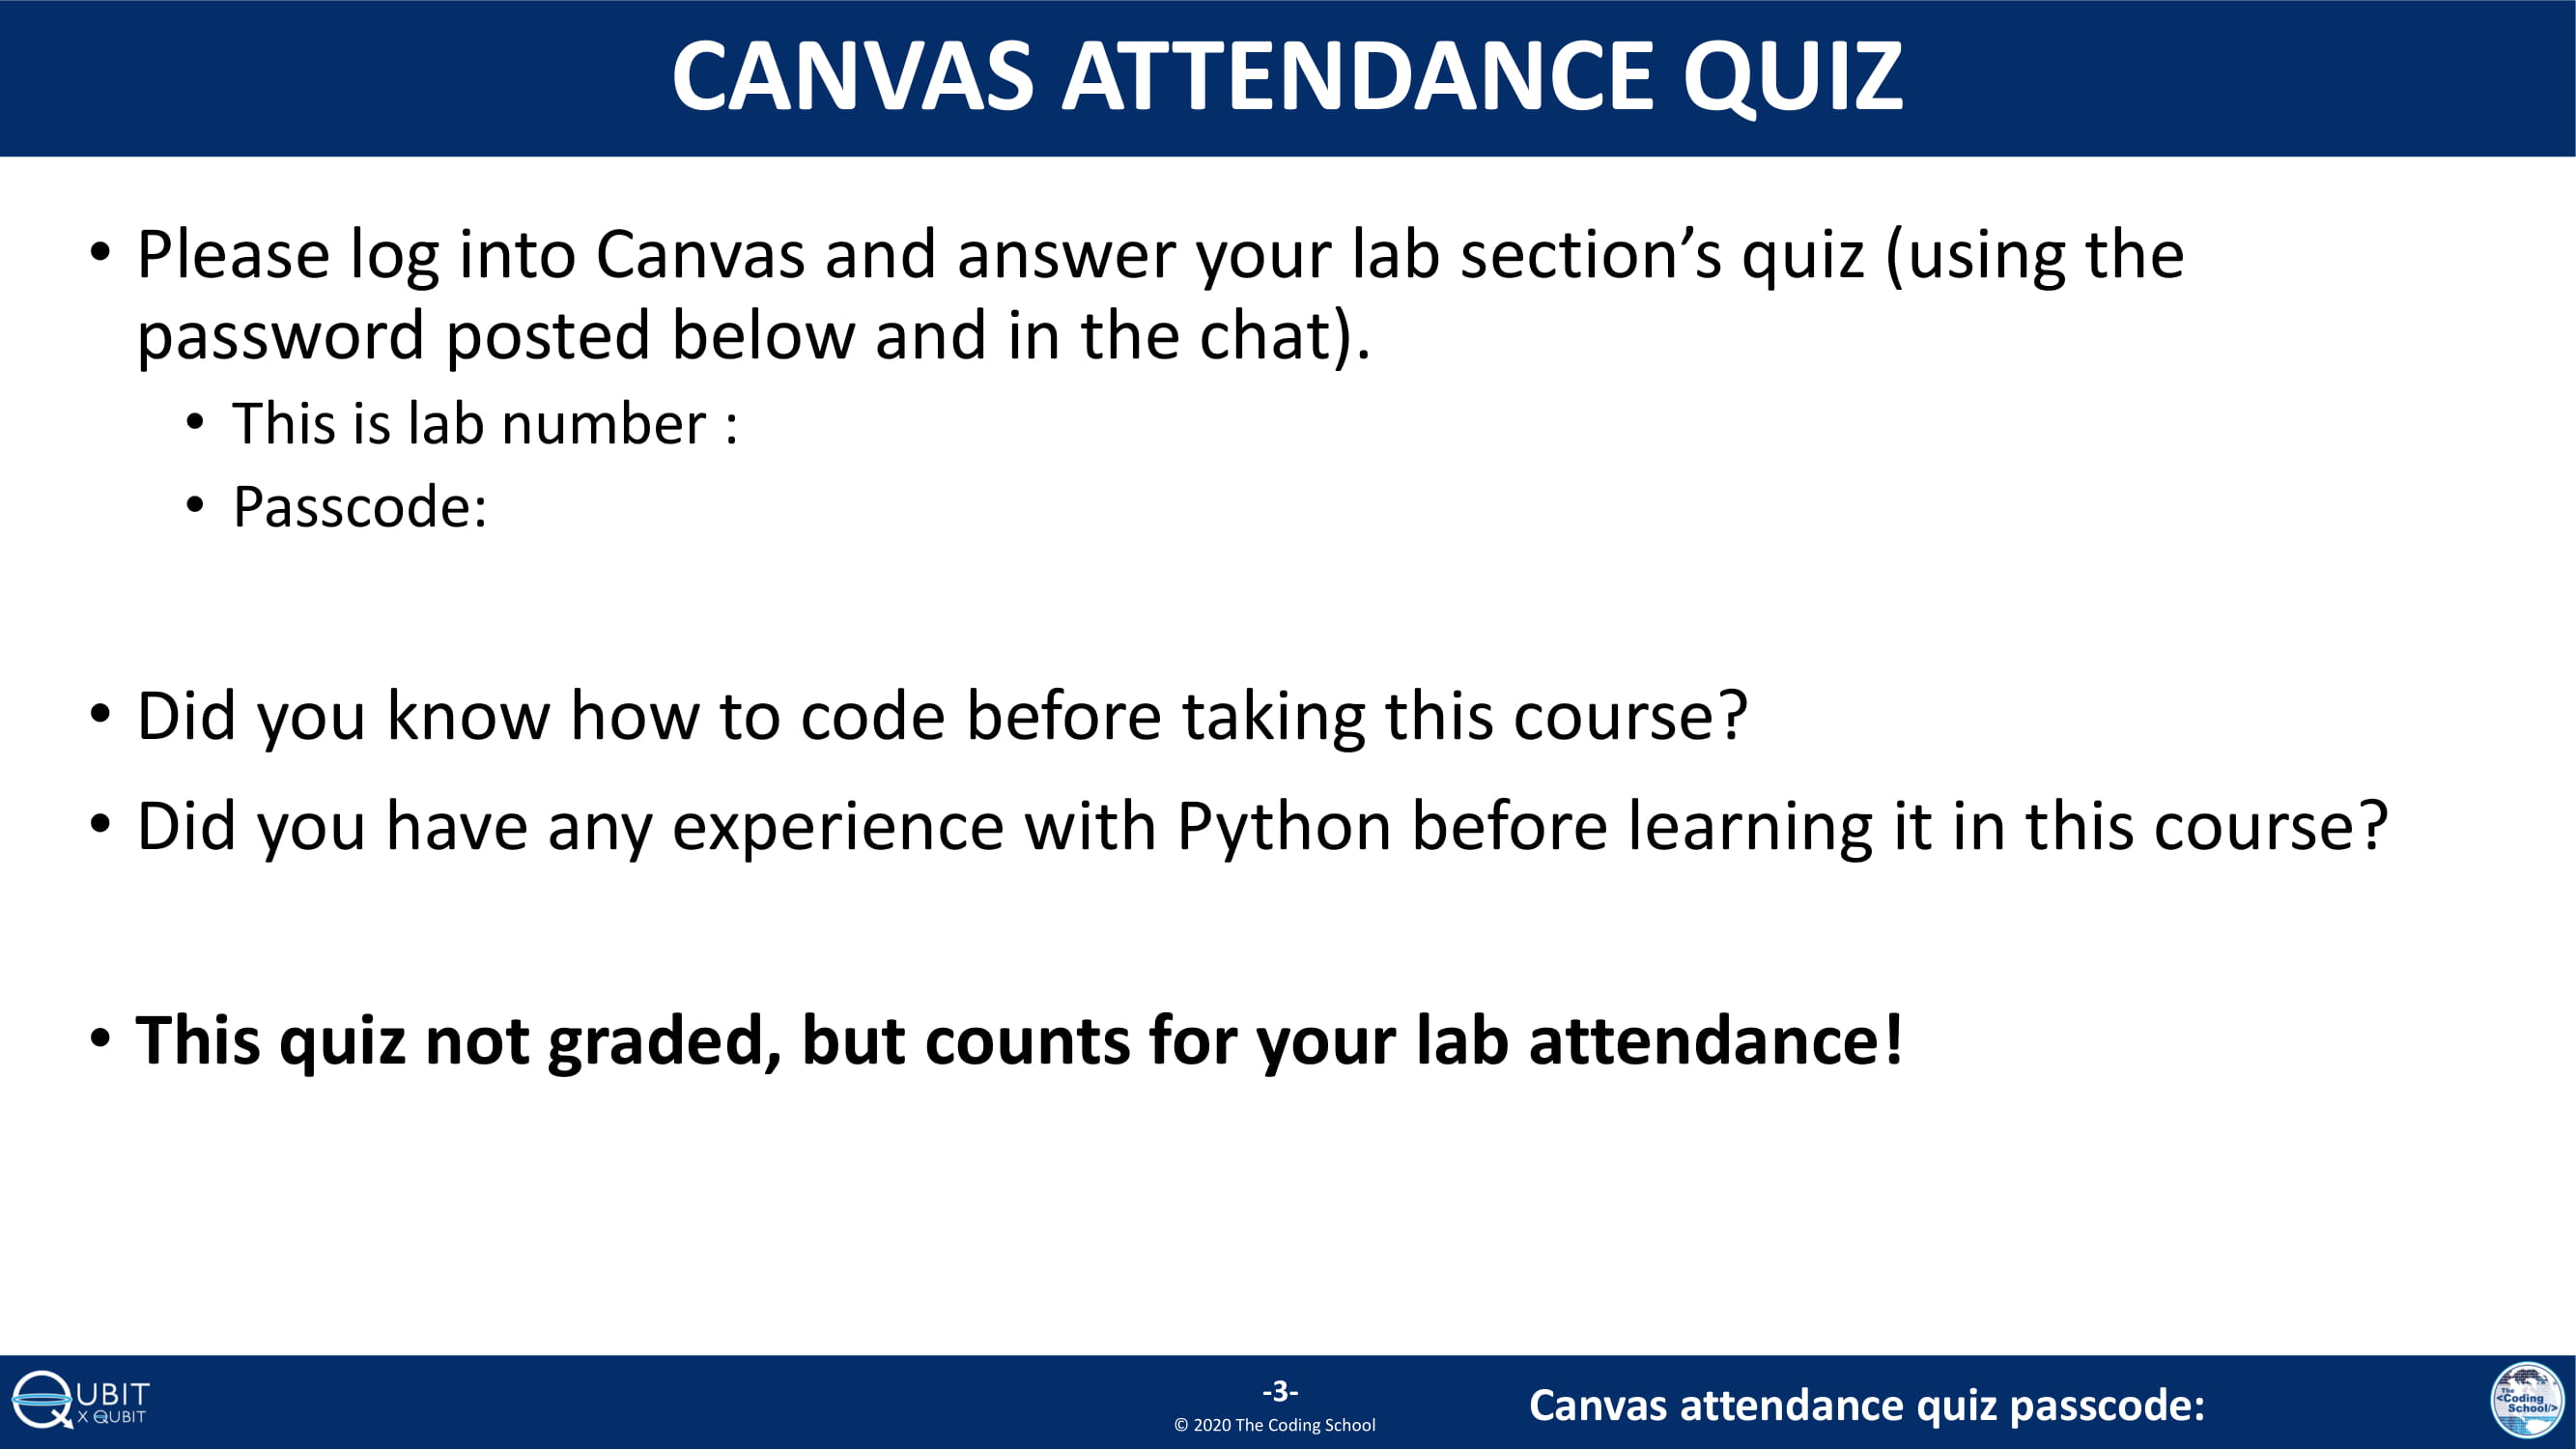 CANVAS ATTENDANCE QUIZ
• Please log into Canvas and answer your lab section’s quiz (using the
password posted below and in the chat).
• This is lab number :
• Passcode:
• Did you know how to code before taking this course?
• Did you have any experience with Python before learning it in this course?
• This quiz not graded, but counts for your lab attendance!
QUBIT
X QUBIT
-3-
© 2020 The Coding School
Canvas attendance quiz passcode:
The
<Coding
School/>